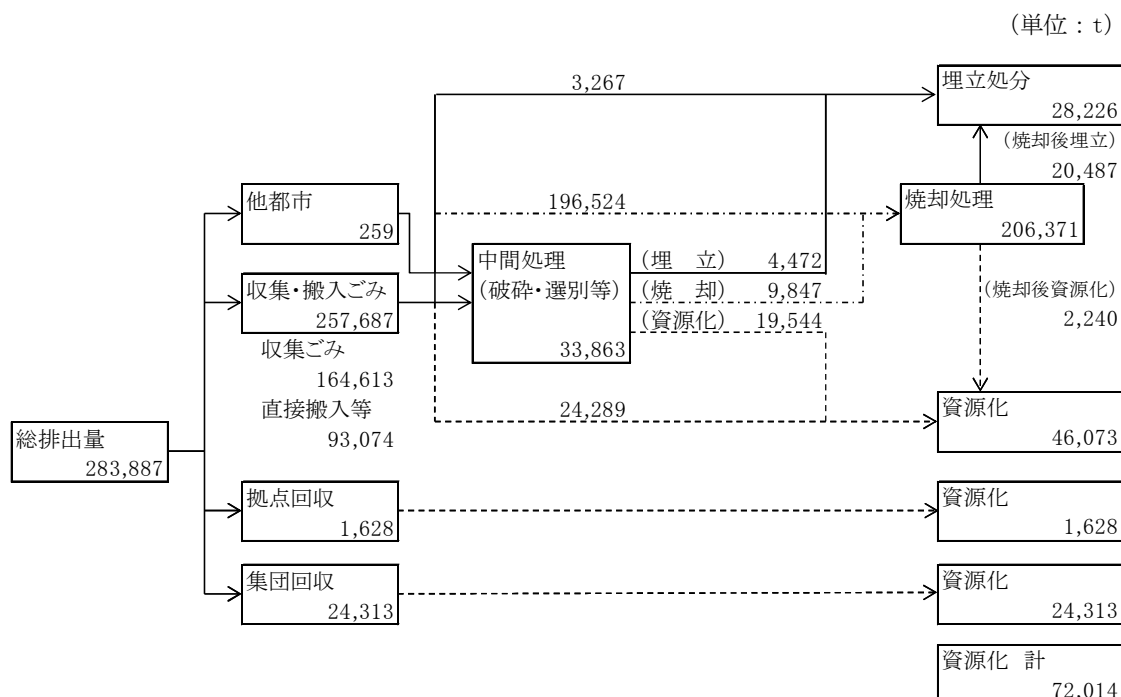 (単位：t)
3,267
埋立処分
28,226
(焼却後埋立)
20,487
他都市
259
196,524
焼却処理
206,371
中間処理
(破砕・選別等)
33,863
(埋　立) 4,472
(焼　却) 9,847
(資源化) 19,544
収集・搬入ごみ
257,687
収集ごみ
164,613
直接搬入等
93,074
(焼却後資源化)
2,240
24,289
資源化
46,073
総排出量
283,887
拠点回収
1,628
資源化
1,628
集団回収
24,313
資源化
24,313
資源化 計
72,014